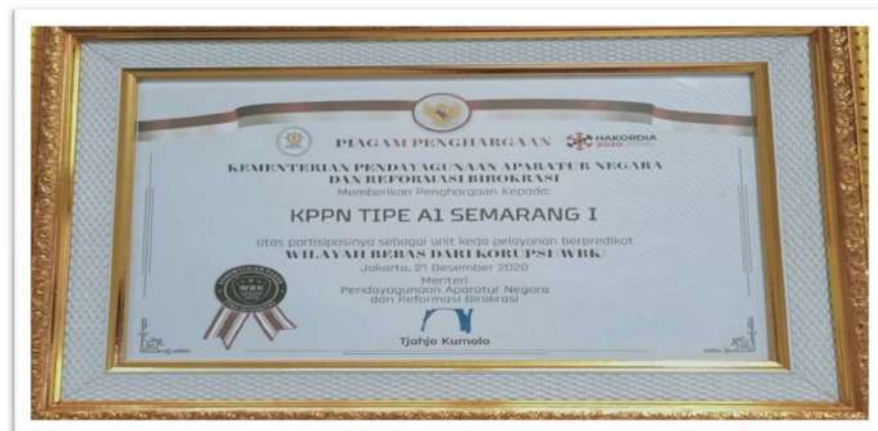 PIAGAM PENGHARGAAN
HAKORDIA
2020
KEMENTERIAN PENDAYAGUNAAN APARATUR NEGARA
DAN REFORMASI BIROKRASI
Memberikan Penghargaan Kepada:
KPPN TIPE A1 SEMARANG I
atas partisipasinya sebagai unit kerja pelayanan berpredikat
WILAYAH BEBAS DARI KORUPSI(WBK)
Jakarta, 21 Desember 2020
Menteri
Pendayagunaan Aparatur Negara
dan Reformasi Birokrasi
WBK
Tjahjo Kumolo